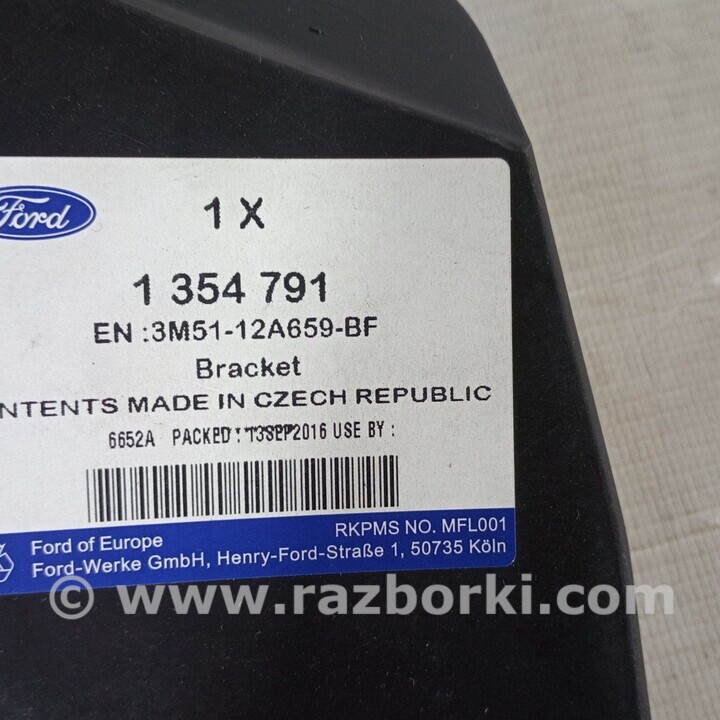 Ford
1 X
1 354 791
EN :3M51-12A659-BF
Bracket
NTENTS MADE IN CZECH REPUBLIC
6652A PACKED : 13SEP2016 USE BY :
RKPMS NO. MFL001
Ford of Europe
Ford-Werke GmbH, Henry-Ford-Straße 1, 50735 Köln
© www.razborki.com